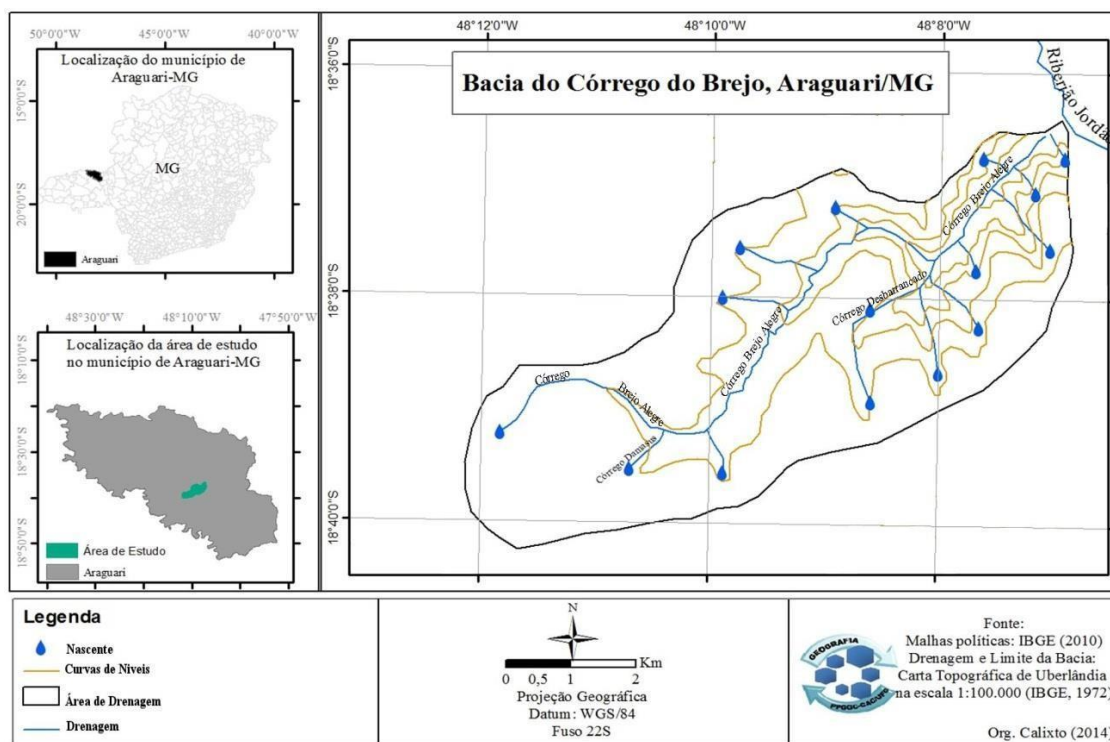 50°0'0"W 45°0'0"W 40°0'0"W
Localização do município de
Araguari-MG
15°0'0"S
20°0'0"S
MG
Araguari
48°30'0"W 48°10'0"W 47°50'0"W
Localização da área de estudo
no município de Araguari-MG
18°10'0"S
18°30'0"S
18°50'0"S
Área de Estudo
Araguari
48°12'0"W 48°10'0"W 48°8'0"W
18°36'0"S
18°38'0"S
18°40'0"S
Bacia do Córrego do Brejo, Araguari/MG
Riberjão Jordão
Córrego Brejo Alegre
Córrego Desbarrancado
Córrego Brejo Alegre
Córrego
Brejo Alegre
Córrego Damasus
Legenda
Nascente
Curvas de Niveis
Área de Drenagem
Drenagem
N
Km
0 0,5 1 2
Projeção Geográfica
Datum : WGS/84
Fuso 22S
GEOGRAFIA
PPGGC-CAC/UFG
Fonte:
Malhas políticas: IBGE (2010)
Drenagem e Limite da Bacia:
Carta Topográfica de Uberlândia
na escala 1:100.000 (IBGE, 1972)
Org. Calixto (2014)